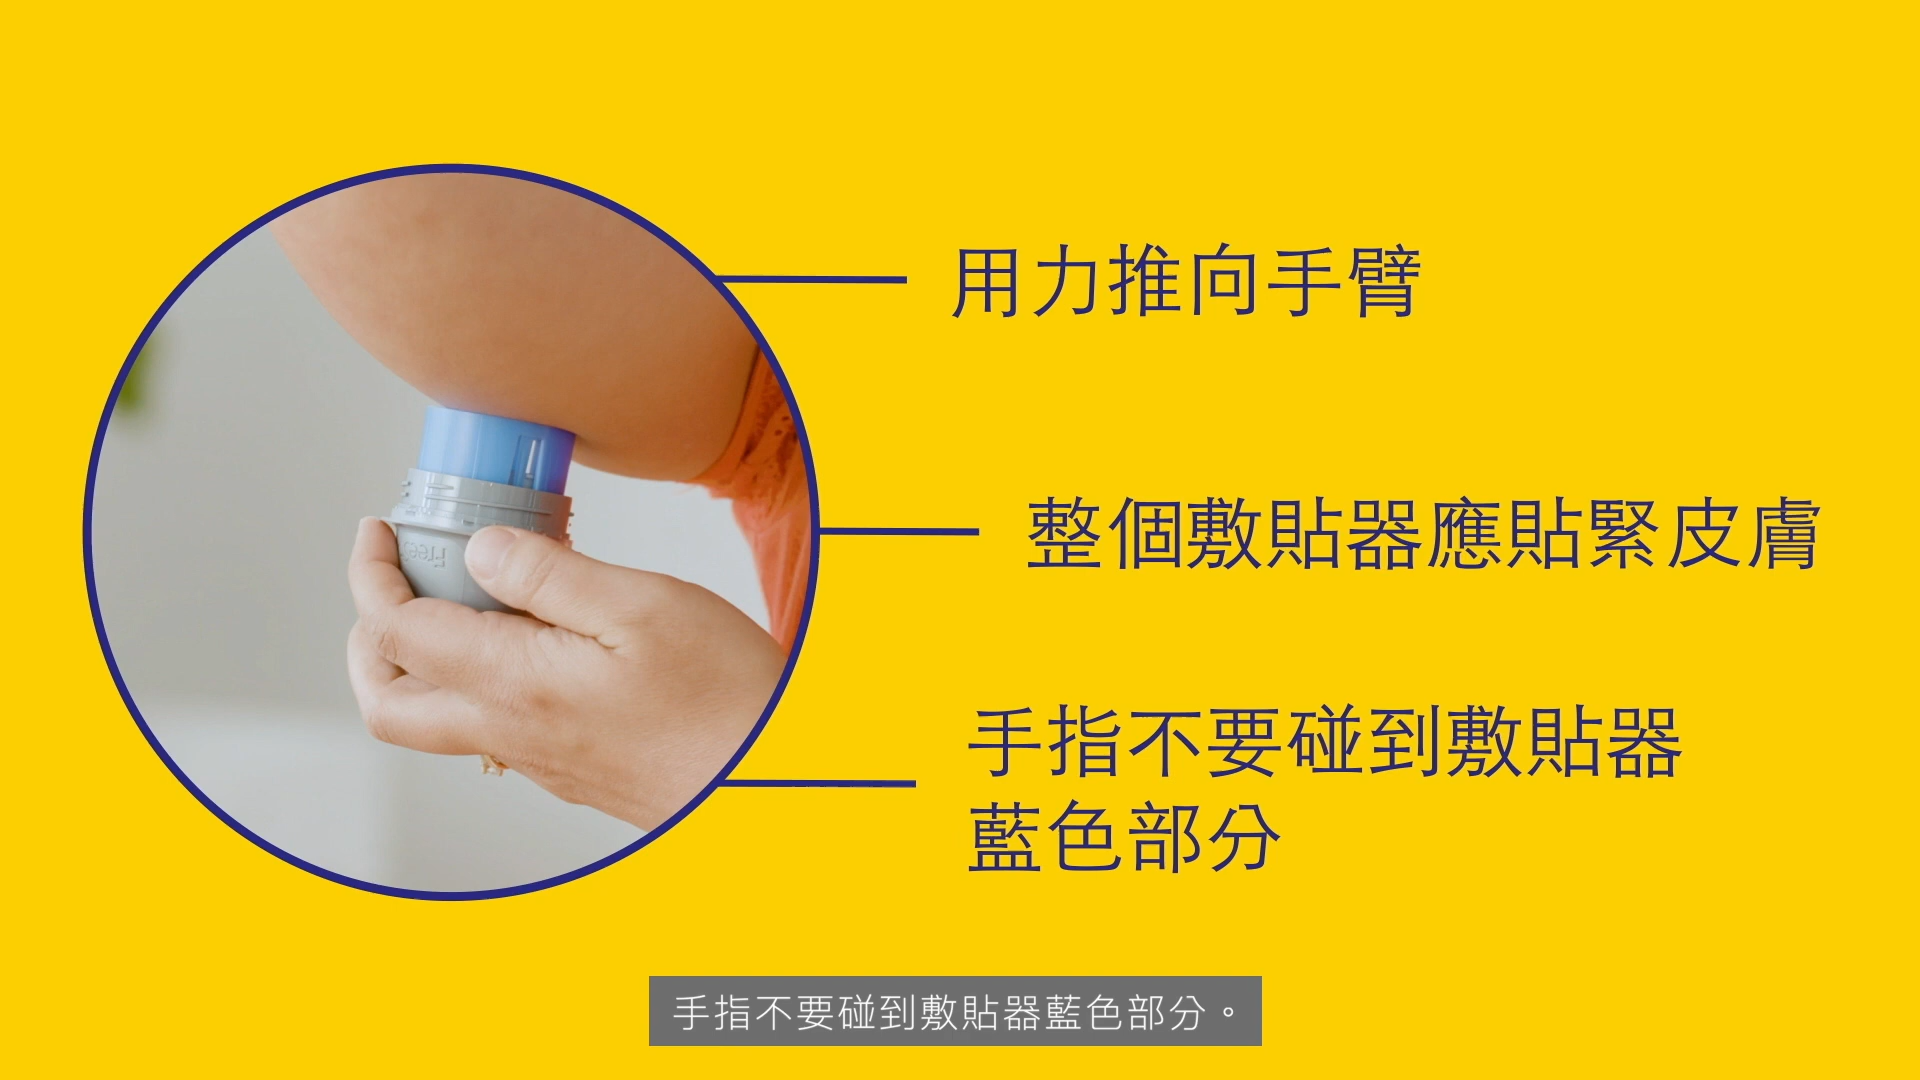 用力推向手臂
整個敷貼器應貼緊皮膚
手指不要碰到敷貼器
藍色部分
手指不要碰到敷貼器藍色部分。